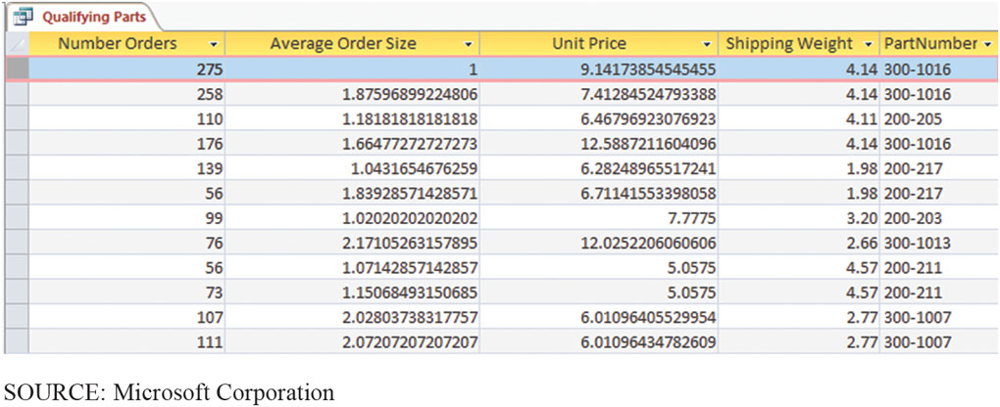 Qualifying Parts
Number Orders Average Order Size Unit Price Shipping Weight PartNumber
275 1 9.14173854545455 4.14 300-1016
258 1.87596899224806 7.41284524793388 4.14 300-1016
110 1.18181818181818 6.46796923076923 4.11 200-205
176 1.66477272727273 12.5887211604096 4.14 300-1016
139 1.0431654676259 6.28248965517241 1.98 200-217
56 1.83928571428571 6.71141553398058 1.98 200-217
99 1.02020202020202 7.7775 3.20 200-203
76 2.17105263157895 12.0252206060606 2.66 300-1013
56 1.07142857142857 5.0575 4.57 200-211
73 1.15068493150685 5.0575 4.57 200-211
107 2.02803738317757 6.01096405529954 2.77 300-1007
111 2.07207207207207 6.01096434782609 2.77 300-1007
SOURCE: Microsoft Corporation